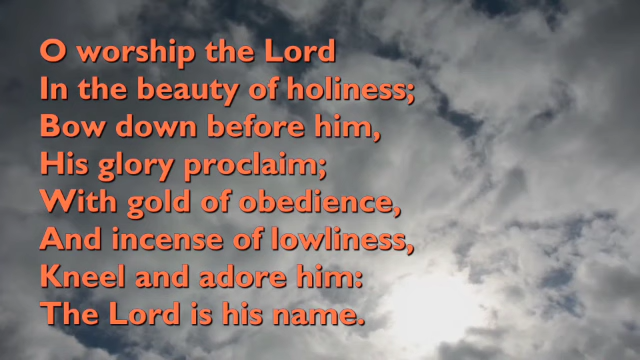 O worship the Lord
In the beauty of holiness;
Bow down before him,
His glory proclaim;
With gold of obedience,
And incense of lowliness,
Kneel and adore him:
The Lord is his name.